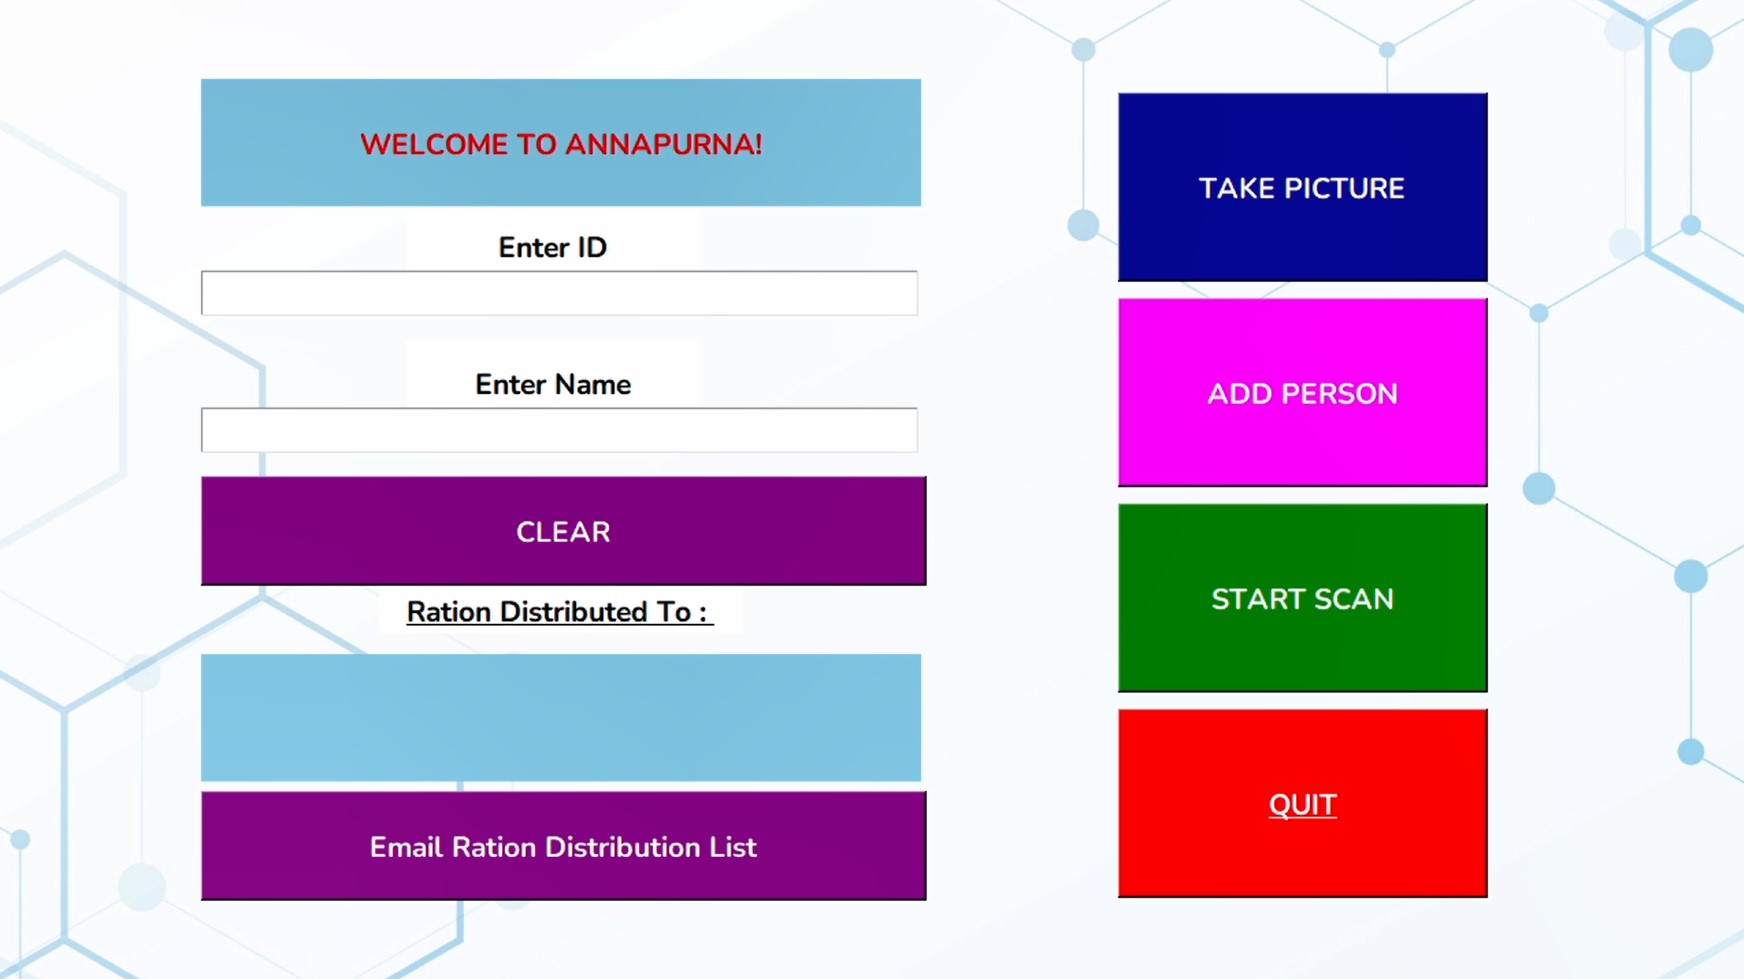 WELCOME TO ANNAPURNA!
Enter ID
Enter Name
CLEAR
Ration Distributed To :
Email Ration Distribution List
TAKE PICTURE
ADD PERSON
START SCAN
QUIT